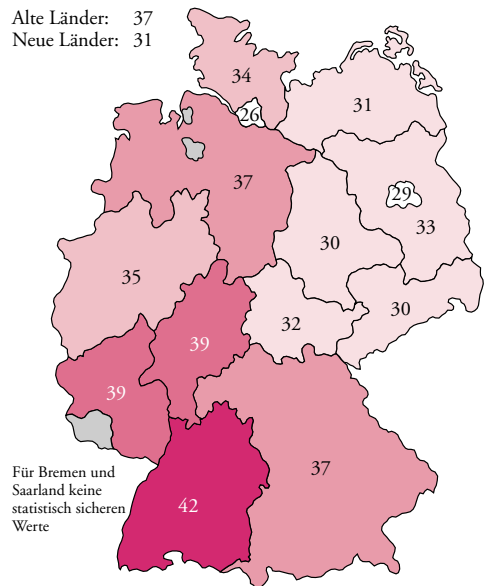 Alte Länder: 37
Neue Länder: 31
34
26
31
37
29
33
30
35
30
32
39
39
37
42
Für Bremen und
Saarland keine
statistisch sicheren
Werte